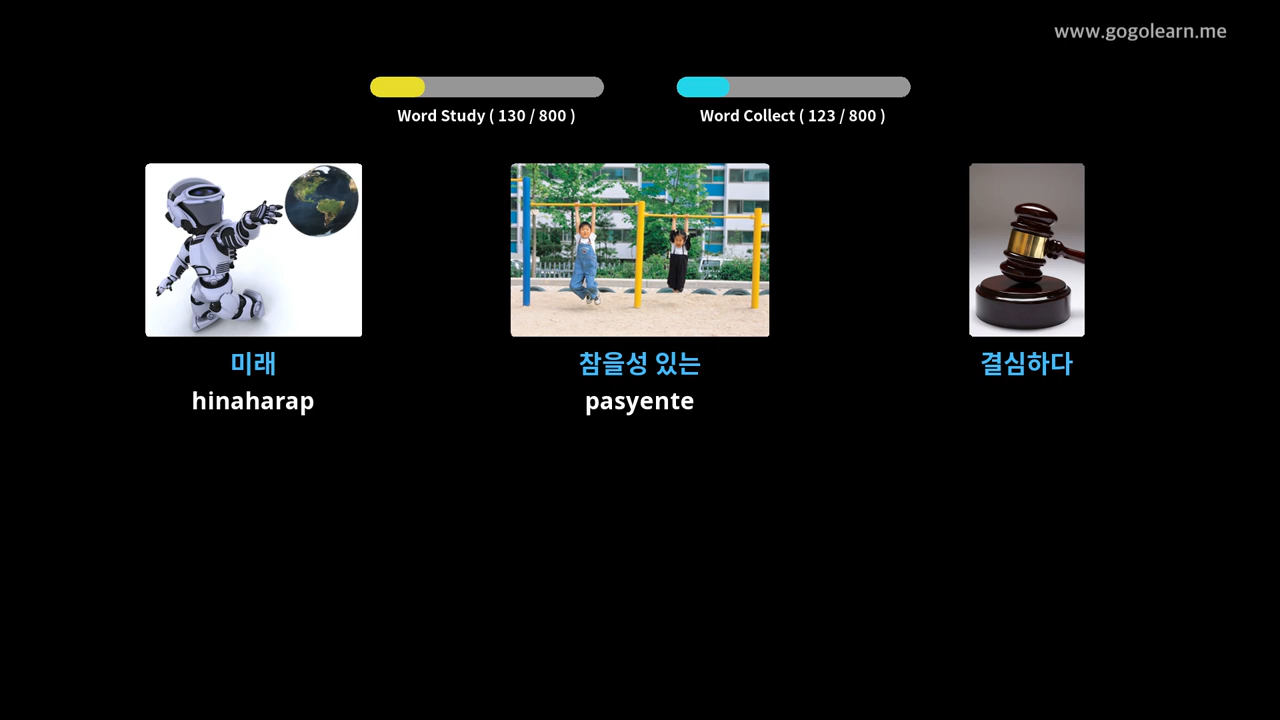 www.gogolearn.me
Word Study ( 130 / 800 )
Word Collect ( 123 / 800 )
미래
hinaharap
참을성 있는
pasyente
결심하다